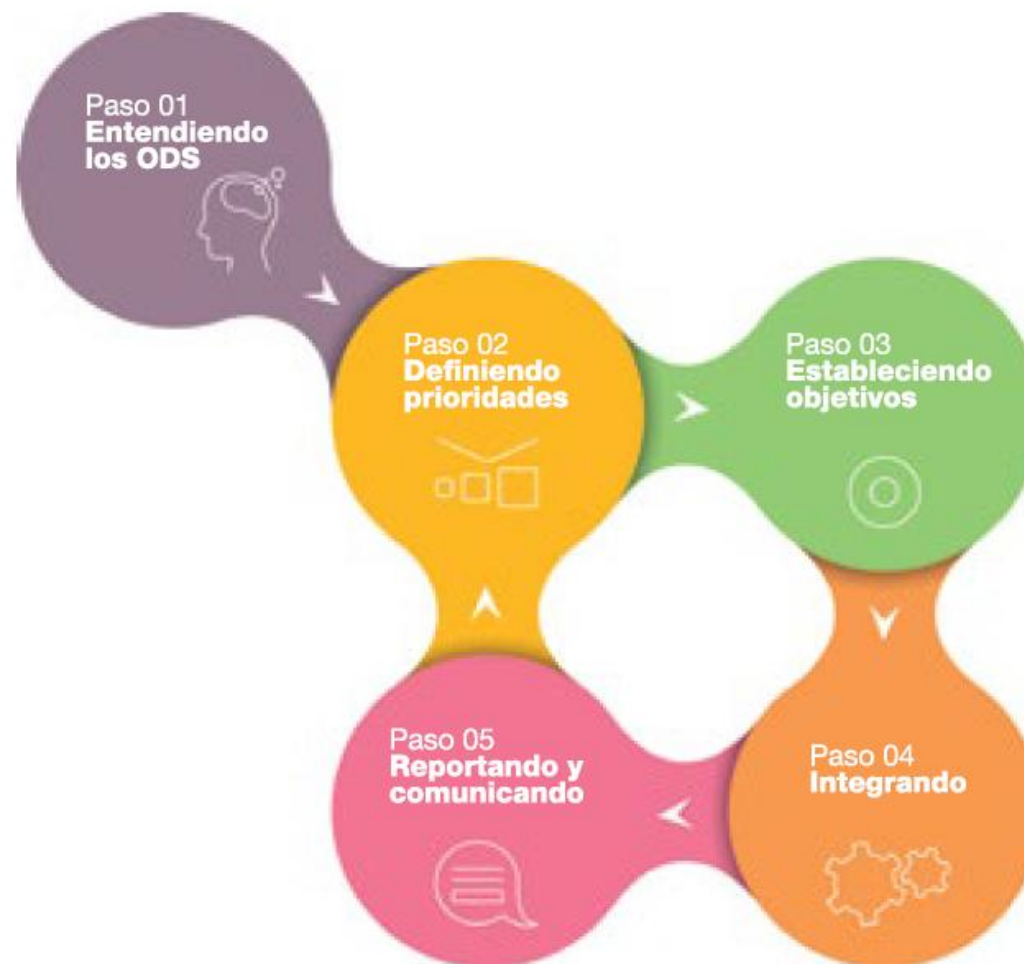 Paso 01
Entendiendo
los ODS
Paso 02
Definiendo
prioridades
Paso 03
Estableciendo
objetivos
Paso 04
Integrando
Paso 05
Reportando y
comunicando